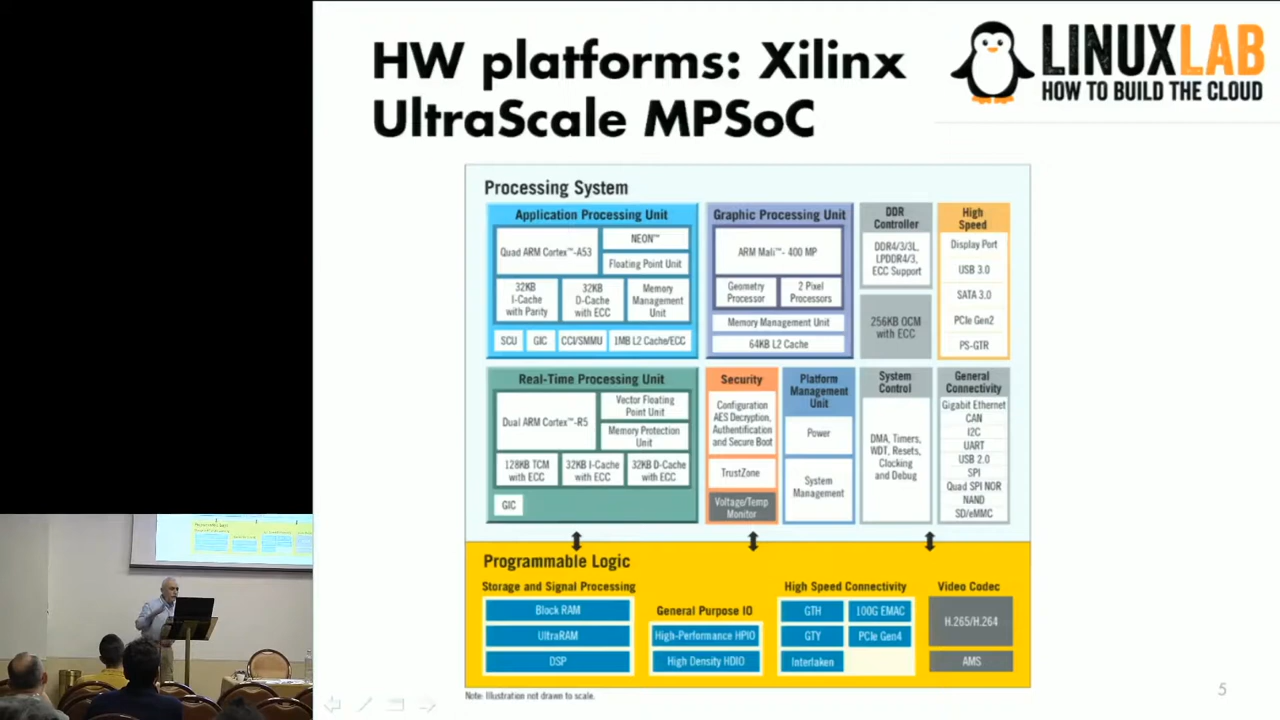 HW platforms: Xilinx
UltraScale MPSoC
LINUXLAB
HOW TO BUILD THE CLOUD
Processing System
Application Processing Unit
Quad ARM Cortex™-A53
NEON™
Floating Point Unit
32KB
I-Cache
with Parity
32KB
D-Cache
with ECC
Memory
Management
Unit
SCU
GIC
CCI/SMMU
1MB L2 Cache/ECC
Graphic Processing Unit
ARM Mali™- 400 MP
Geometry
Processor
2 Pixel
Processors
Memory Management Unit
64KB L2 Cache
DDR
Controller
DDR4/3/3L,
LPDDR4/3,
ECC Support
256KB OCM
with ECC
High
Speed
Display Port
USB 3.0
SATA 3.0
PCIe Gen2
PS-GTR
Real-Time Processing Unit
Dual ARM Cortex™-R5
Vector Floating
Point Unit
Memory Protection
Unit
128KB TCM
with ECC
32KB I-Cache
with ECC
32KB D-Cache
with ECC
GIC
Security
Configuration
AES Decryption,
Authentification
and Secure Boot
TrustZone
Voltage/Temp
Monitor
Platform
Management
Unit
Power
System
Management
System
Control
DMA, Timers,
WDT, Resets,
Clocking
and Debug
General
Connectivity
Gigabit Ethernet
CAN
I2C
UART
USB 2.0
SPI
Quad SPI NOR
NAND
SD/eMMC
Programmable Logic
Storage and Signal Processing
Block RAM
UltraRAM
DSP
General Purpose IO
High-Performance HPIO
High Density HDIO
High Speed Connectivity
GTH
100G EMAC
GTY
PCIe Gen4
Interlaken
Video Codec
H.265/H.264
AMS
Note: Illustration not drawn to scale.
5